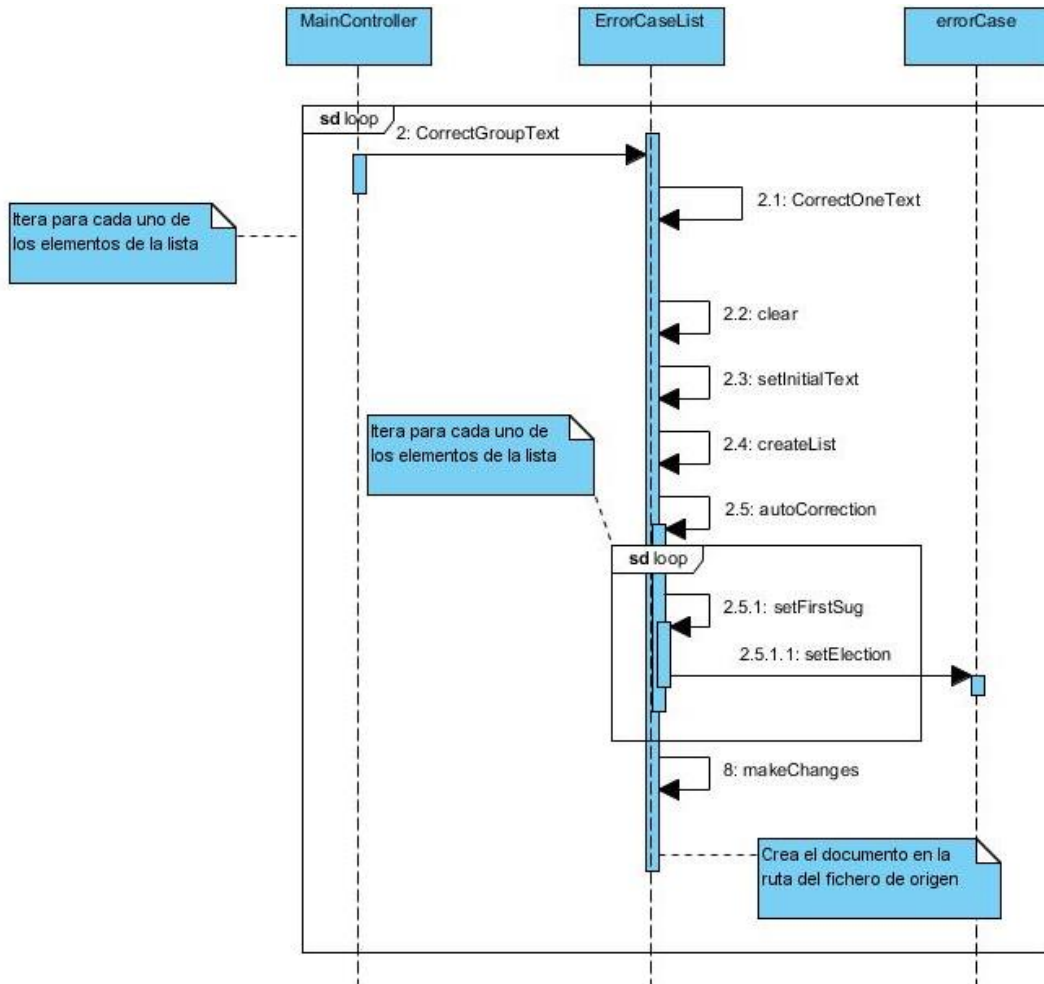 MainController
ErrorCaseList
errorCase
sd loop
2: CorrectGroupText
2.1: CorrectOneText
Itera para cada uno de
los elementos de la lista
2.2: clear
2.3: setInitialText
Itera para cada uno de
los elementos de la lista
2.4: createList
2.5: autoCorrection
sd loop
2.5.1: setFirstSug
2.5.1.1: setElection
8: makeChanges
Crea el documento en la
ruta del fichero de origen